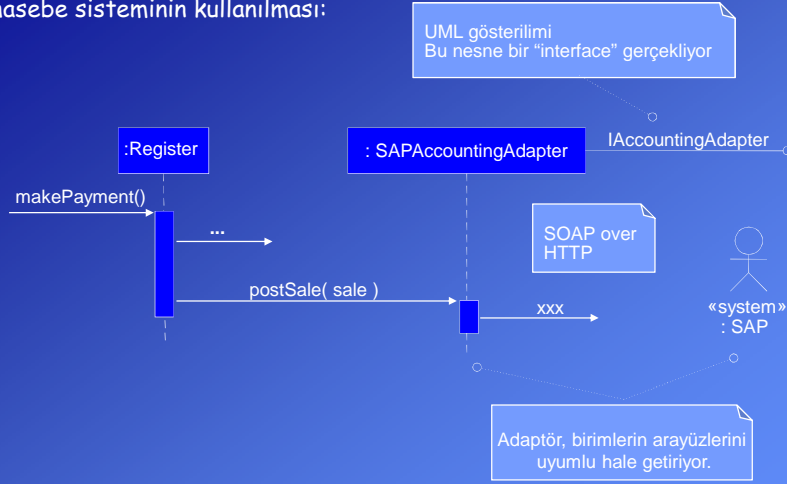 sisteminin kullanılması:
UML gösterilimi
Bu nesne bir “interface” gerçekliyor
:Register
: SAPAccountingAdapter
IAccountingAdapter
makePayment()
...
SOAP over
HTTP
postSale( sale )
xxx
«system»
: SAP
Adaptör, birimlerin arayüzlerini
uyumlu hale getiriyor.